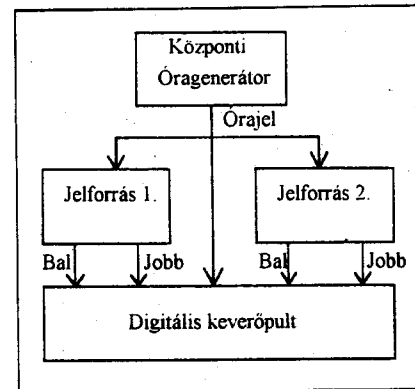 Központi
Óragenerátor
Órajel
Jelforrás 1.
Jelforrás 2.
Bal
Jobb
Bal
Jobb
Digitális keverőpult